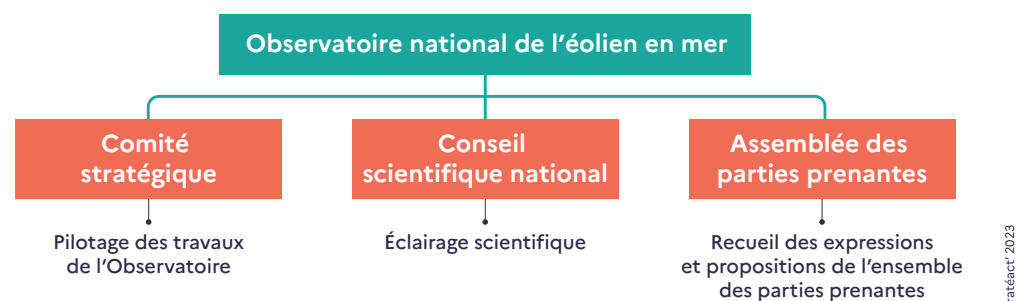 Observatoire national de l’éolien en mer
Comité
stratégique
Conseil
scientifique national
Assemblée des
parties prenantes
Pilotage des travaux
de l’Observatoire
Éclairage scientifique
Recueil des expressions
et propositions de l’ensemble
des parties prenantes
2023